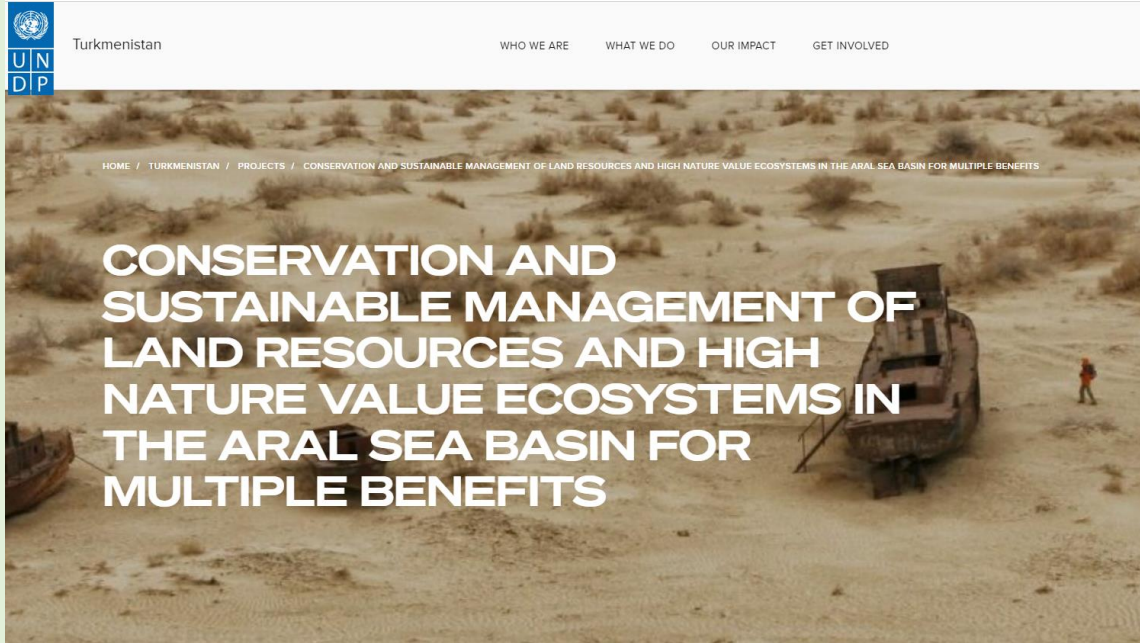 UN
DP
Turkmenistan
WHO WE ARE WHAT WE DO OUR IMPACT GET INVOLVED
HOME / TURKMENISTAN / PROJECTS / CONSERVATION AND SUSTAINABLE MANAGEMENT OF LAND RESOURCES AND HIGH NATURE VALUE ECOSYSTEMS IN THE ARAL SEA BASIN FOR MULTIPLE BENEFITS
CONSERVATION AND
SUSTAINABLE MANAGEMENT OF
LAND RESOURCES AND HIGH
NATURE VALUE ECOSYSTEMS IN
THE ARAL SEA BASIN FOR
MULTIPLE BENEFITS